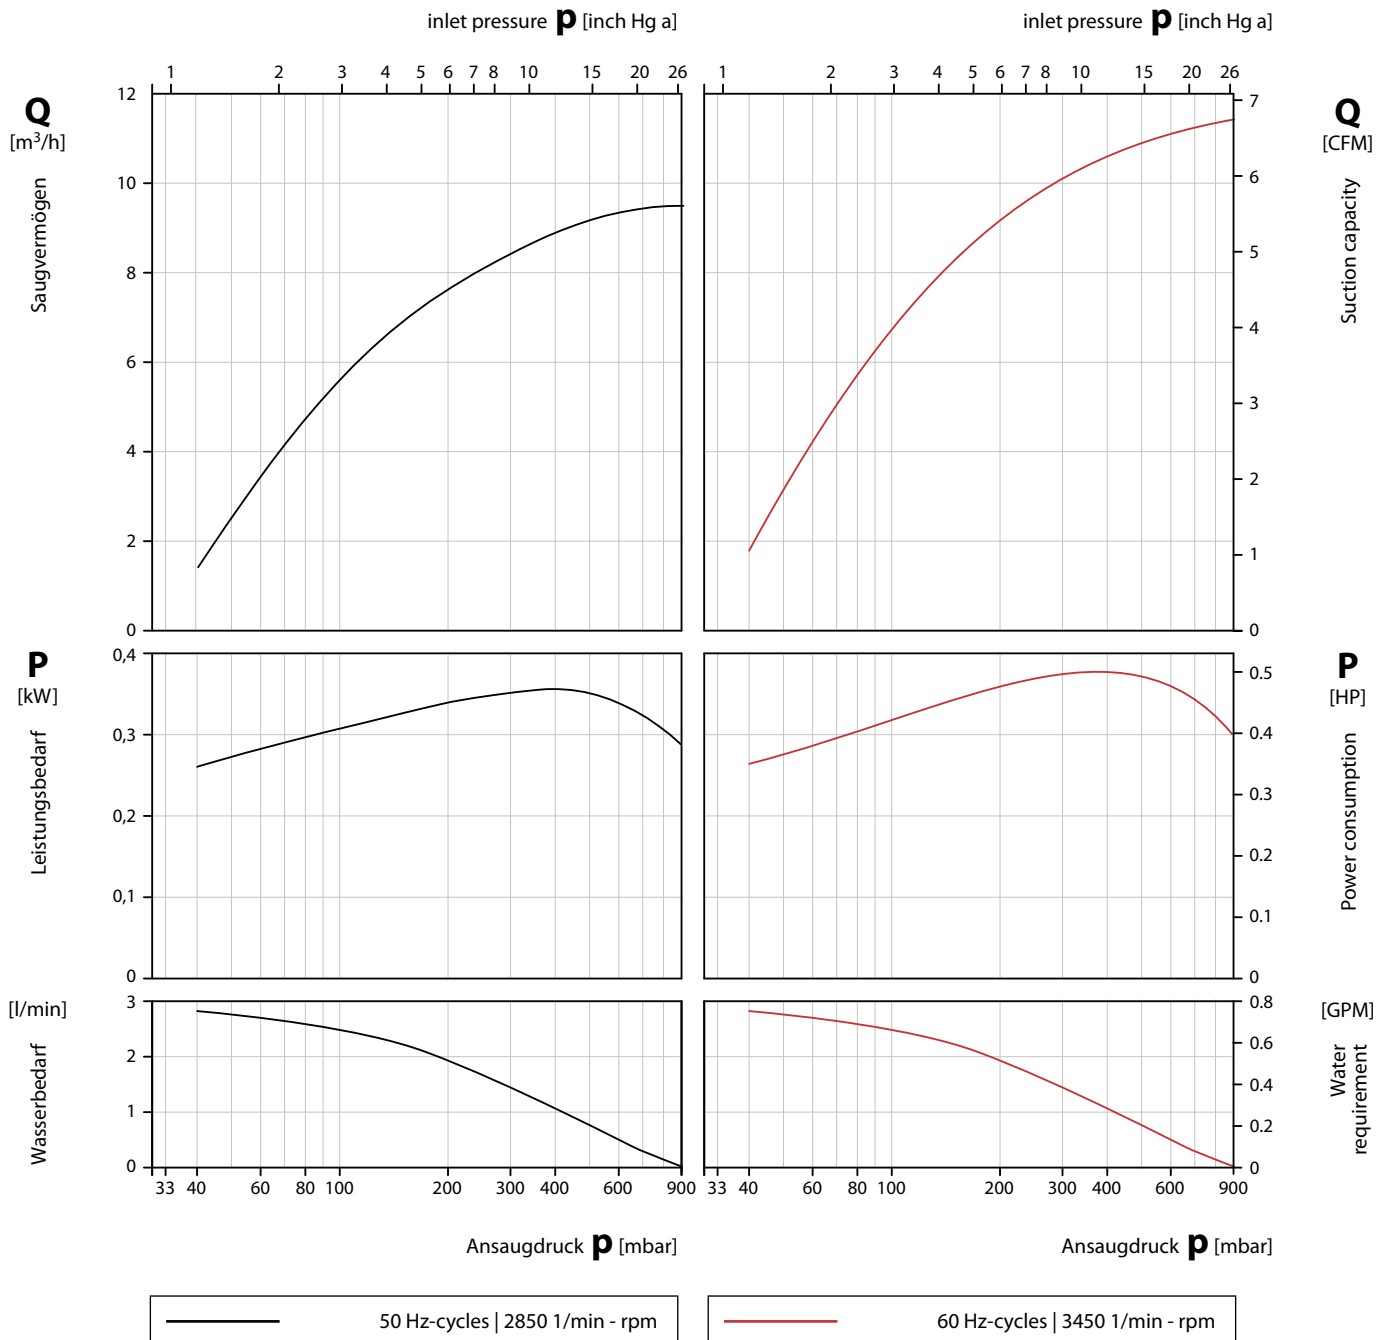 inlet pressure p [inch Hg a] inlet pressure p [inch Hg a]
1 2 3 4 5 6 7 8 10 15 20 26 1 2 3 4 5 6 7 8 10 15 20 26
Q
[m³/h]
Saugvermögen
12
10
8
6
4
2
0
Q
[CFM]
Suction capacity
7
6
5
4
3
2
1
0
P
[kW]
Leistungsbedarf
0,4
0,3
0,2
0,1
0
P
[HP]
Power consumption
0.5
0.4
0.3
0.2
0.1
0
[l/min]
Wasserbedarf
3
2
1
0
[GPM]
Water
requirement
0.8
0.6
0.4
0.2
0
33 40 60 80 100 200 300 400 600 900 33 40 60 80 100 200 300 400 600 900
Ansaugdruck p [mbar] Ansaugdruck p [mbar]
50 Hz-cycles | 2850 1/min - rpm 60 Hz-cycles | 3450 1/min - rpm